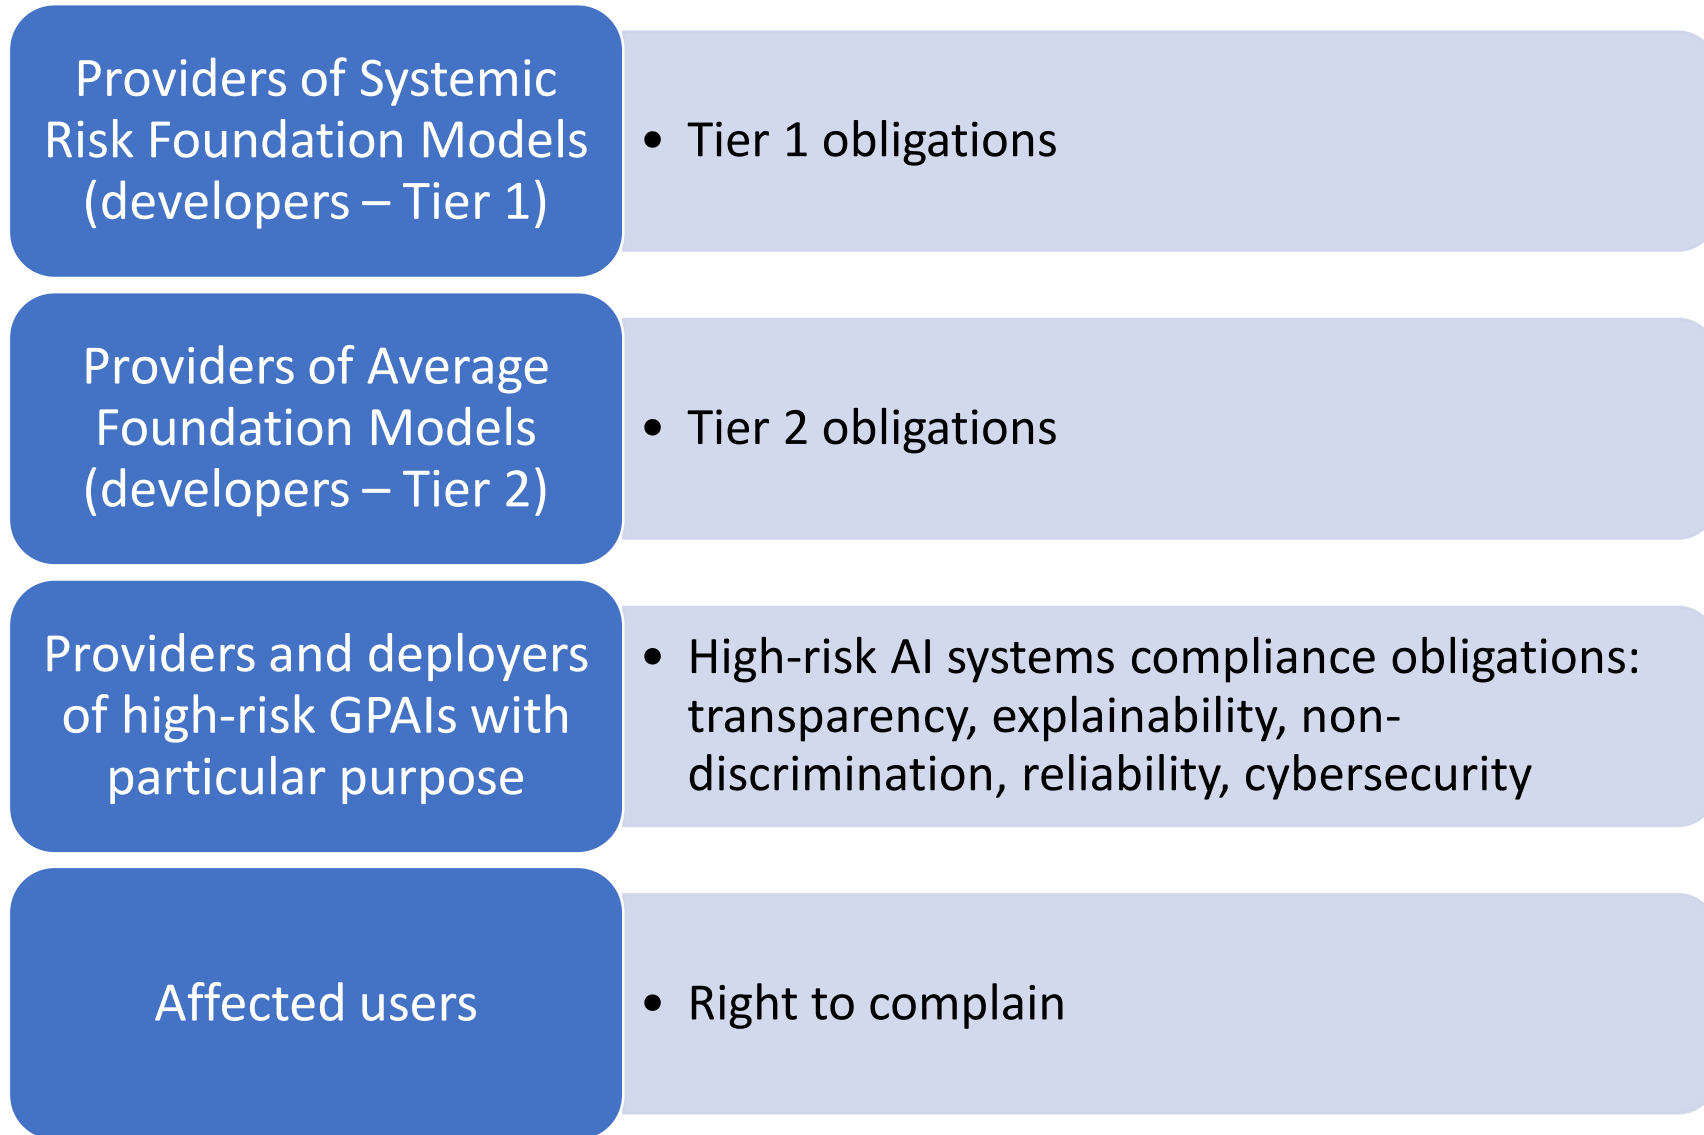 Providers of Systemic
Risk Foundation Models
(developers – Tier 1)
• Tier 1 obligations
Providers of Average
Foundation Models
(developers – Tier 2)
• Tier 2 obligations
Providers and deployers
of high-risk GPAIs with
particular purpose
• High-risk AI systems compliance obligations:
transparency, explainability, non-
discrimination, reliability, cybersecurity
Affected users
• Right to complain